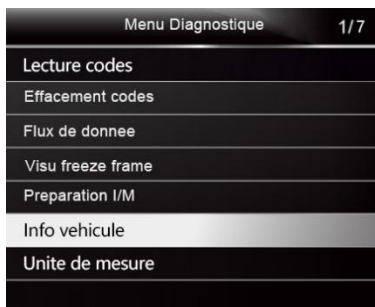 Menu Diagnostique 1/7
Lecture codes
Effacement codes
Flux de donnee
Visu freeze frame
Preparation I/M
Info vehicule
Unite de mesure